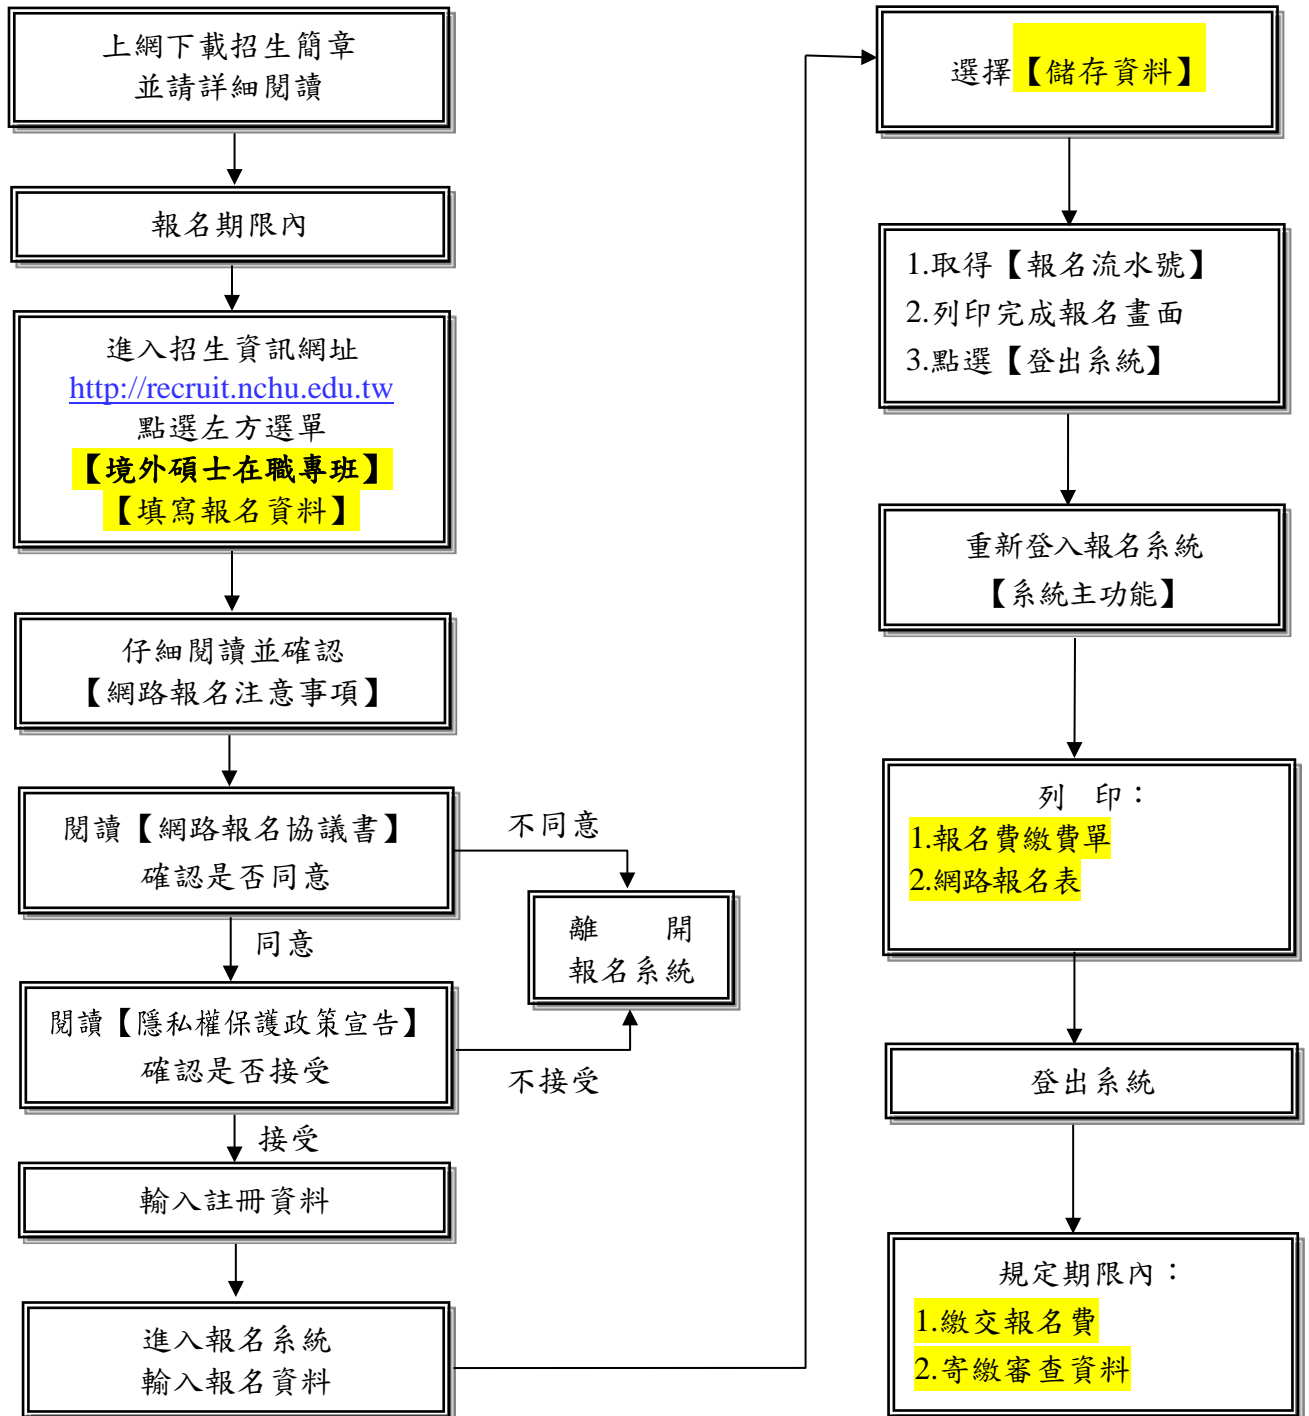 上網下載招生簡章
並請詳細閱讀
報名期限內
進入招生資訊網址
http://recruit.nchu.edu.tw
點選左方選單
【境外碩士在職專班】
【填寫報名資料】
仔細閱讀並確認
【網路報名注意事項】
閱讀【網路報名協議書】
確認是否同意
不同意
離 開
報名系統
同意
閱讀【隱私權保護政策宣告】
確認是否接受
不接受
接受
輸入註冊資料
進入報名系統
輸入報名資料
選擇【儲存資料】
1.取得【報名流水號】
2.列印完成報名畫面
3.點選【登出系統】
重新登入報名系統
【系統主功能】
列 印：
1.報名費繳費單
2.網路報名表
登出系統
規定期限內：
1.繳交報名費
2.寄繳審查資料